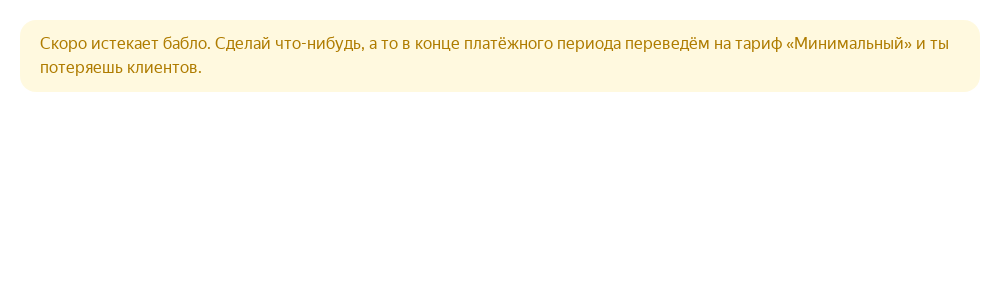 Скоро истекает бабло. Сделай что-нибудь, а то в конце платёжного периода переведём на тариф «Минимальный» и ты
потеряешь клиентов.